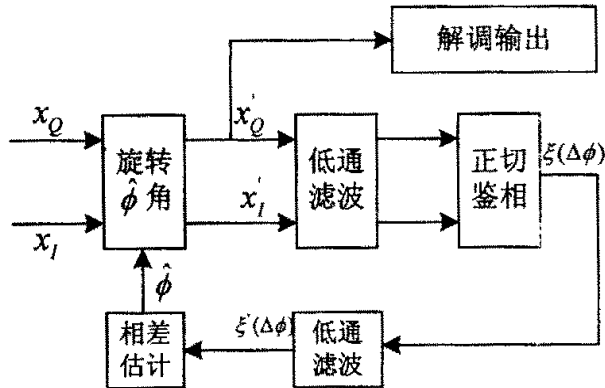 解调输出
x_Q
x'_Q
旋转
φ̂ 角
低通
滤波
正切
鉴相
ξ(Δφ)
x_I
x'_I
φ̂
相差
估计
ξ'(Δφ)
低通
滤波